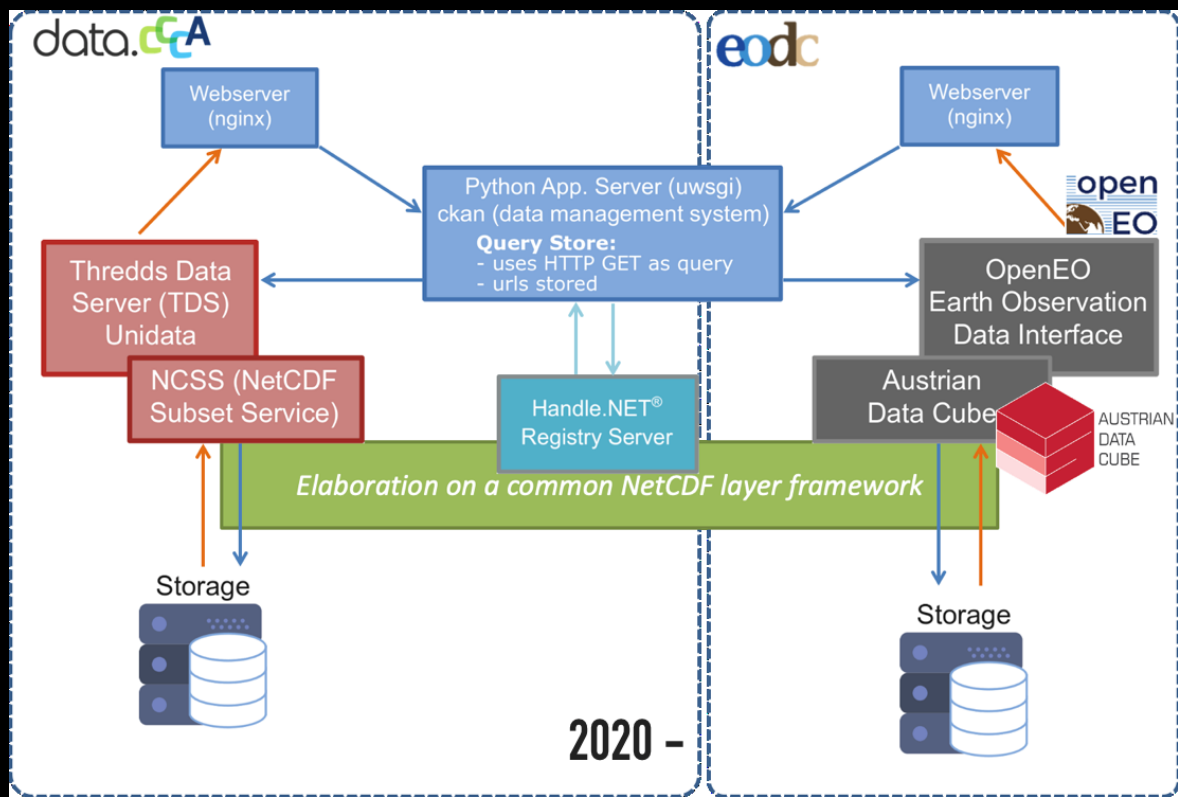 data.CCCA
eodc
Webserver
(nginx)
Webserver
(nginx)
Python App. Server (uwsgi)
ckan (data management system)
Query Store:
- uses HTTP GET as query
- urls stored
open
EO
Thredds Data
Server (TDS)
Unidata
OpenEO
Earth Observation
Data Interface
NCSS (NetCDF
Subset Service)
Handle.NET®
Registry Server
Austrian
Data Cube
AUSTRIAN
DATA
CUBE
Elaboration on a common NetCDF layer framework
Storage
Storage
2020 –